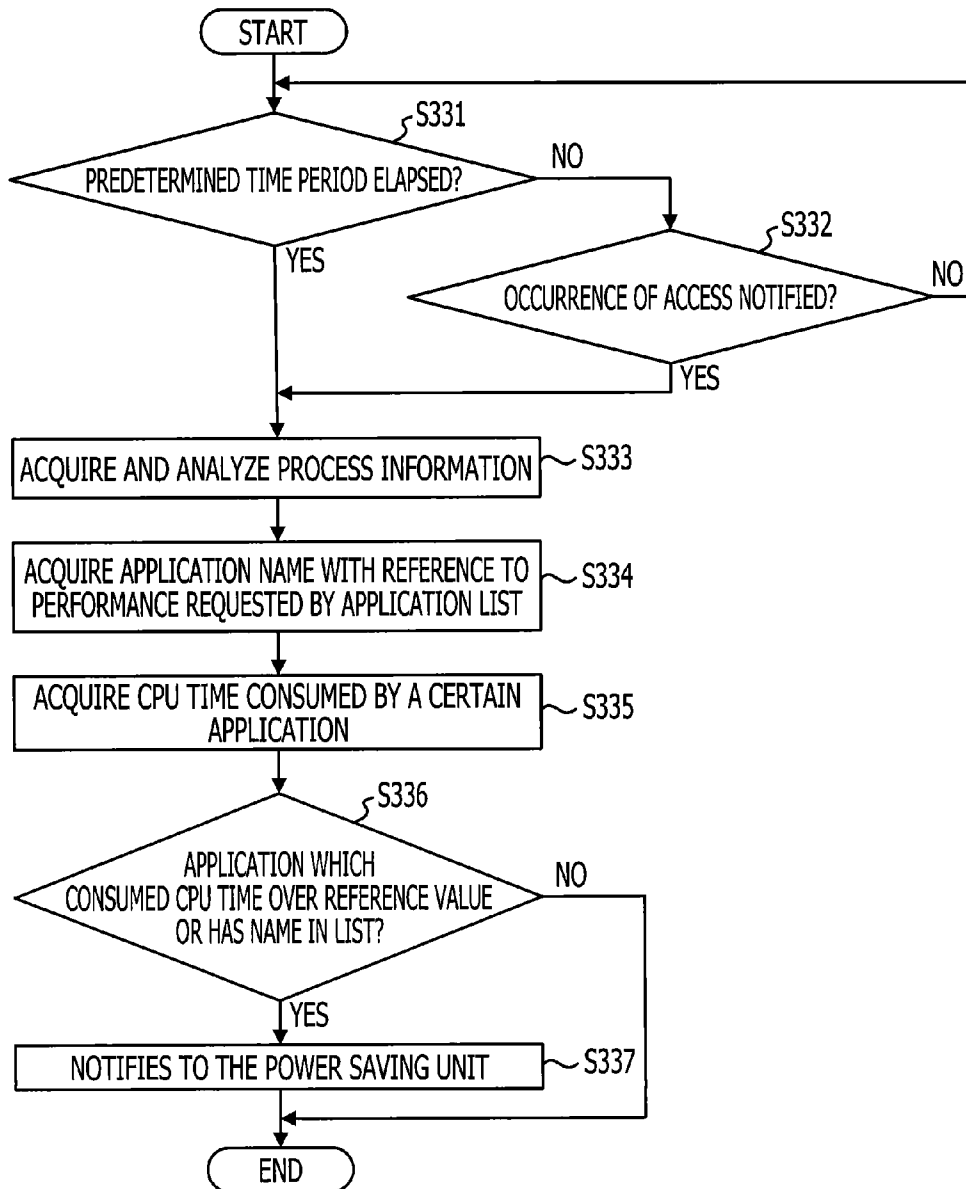 START
S331
PREDETERMINED TIME PERIOD ELAPSED?
NO
YES
S332
OCCURRENCE OF ACCESS NOTIFIED?
NO
YES
ACQUIRE AND ANALYZE PROCESS INFORMATION
S333
ACQUIRE APPLICATION NAME WITH REFERENCE TO
PERFORMANCE REQUESTED BY APPLICATION LIST
S334
ACQUIRE CPU TIME CONSUMED BY A CERTAIN
APPLICATION
S335
S336
APPLICATION WHICH
CONSUMED CPU TIME OVER REFERENCE VALUE
OR HAS NAME IN LIST?
NO
YES
NOTIFIES TO THE POWER SAVING UNIT
S337
END